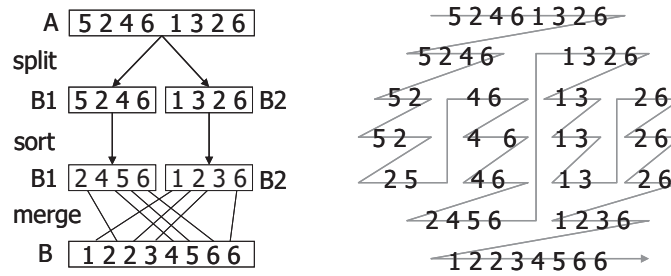 A 5 2 4 6 1 3 2 6
split
B1 5 2 4 6 1 3 2 6 B2
sort
B1 2 4 5 6 1 2 3 6 B2
merge
B 1 2 2 3 4 5 6 6
5 2 4 6 1 3 2 6
5 2 4 6 1 3 2 6
5 2 4 6 1 3 2 6
5 2 4 6 1 3 2 6
2 5 4 6 1 3 2 6
2 4 5 6 1 2 3 6
1 2 2 3 4 5 6 6